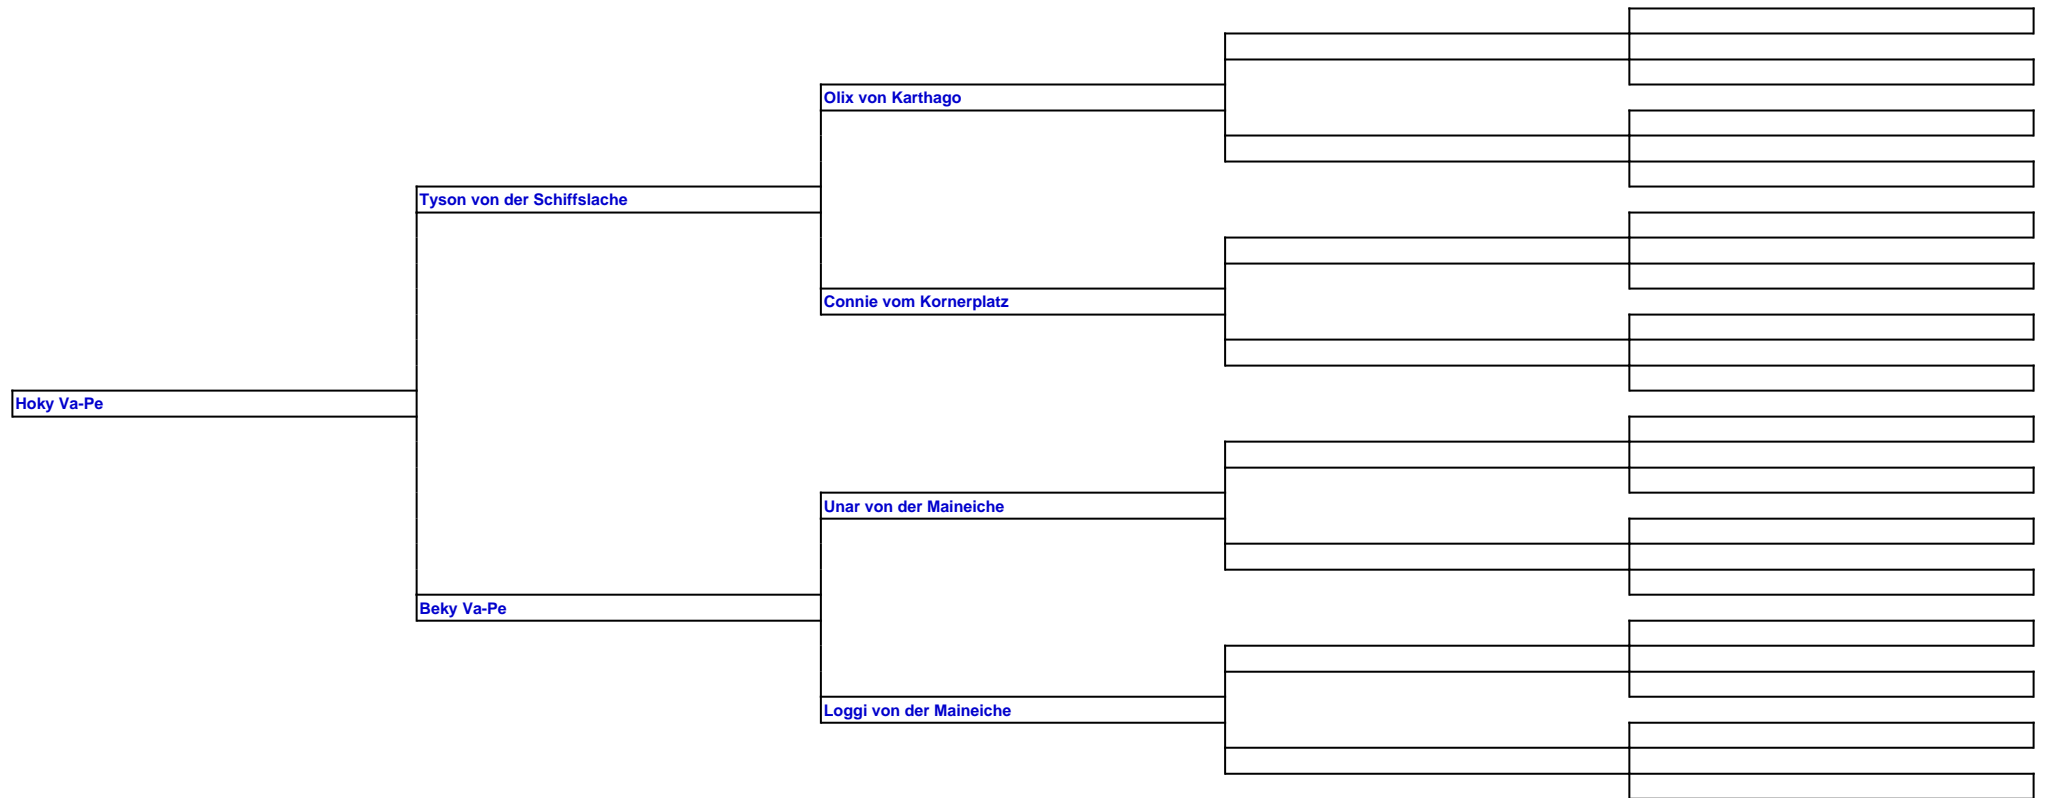 Olix von Karthago
Tyson von der Schiffslache
Connie vom Kornerplatz
Hoky Va-Pe
Unar von der Maineiche
Beky Va-Pe
Loggi von der Maineiche